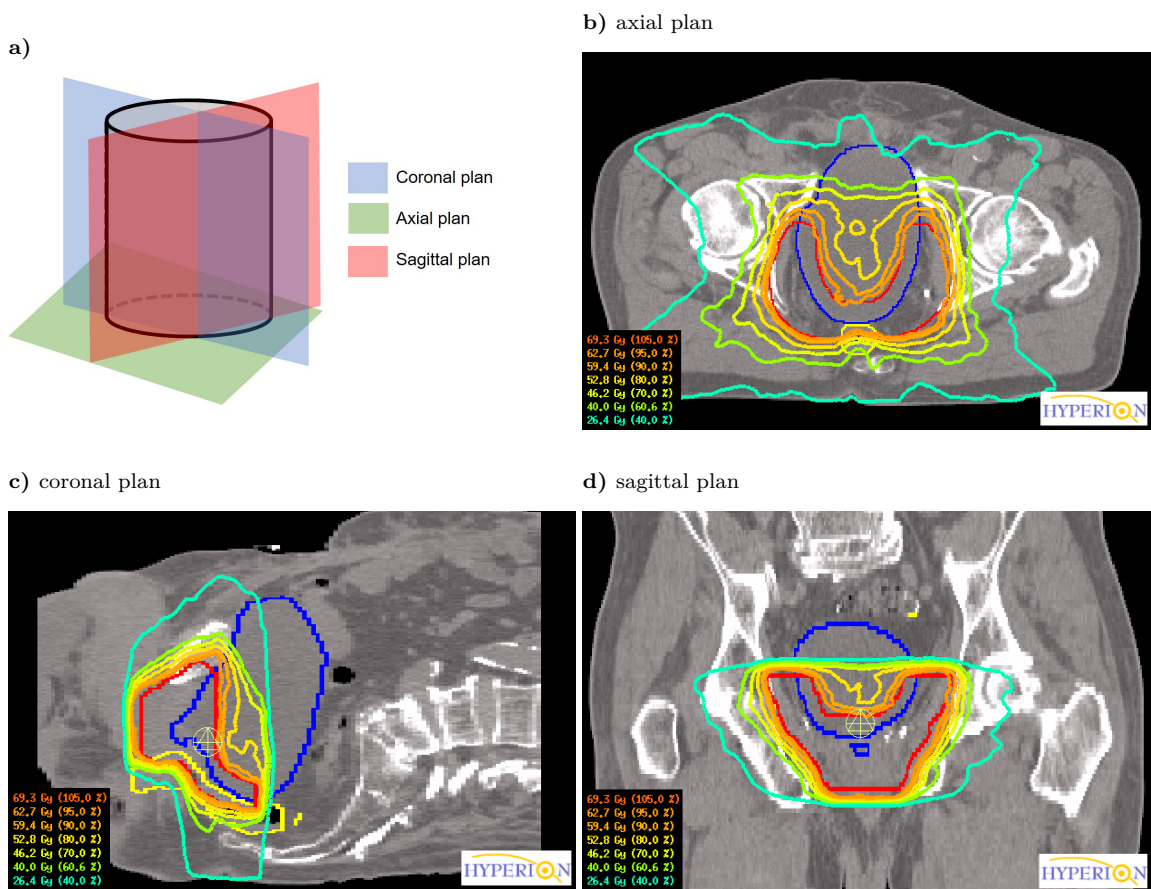 a)
Coronal plan
Axial plan
Sagittal plan
b) axial plan
69.3 Gy (105.0 %)
62.7 Gy (95.0 %)
59.4 Gy (90.0 %)
52.8 Gy (80.0 %)
46.2 Gy (70.0 %)
40.0 Gy (60.6 %)
26.4 Gy (40.0 %)
HYPERION
c) coronal plan
69.3 Gy (105.0 %)
62.7 Gy (95.0 %)
59.4 Gy (90.0 %)
52.8 Gy (80.0 %)
46.2 Gy (70.0 %)
40.0 Gy (60.6 %)
26.4 Gy (40.0 %)
HYPERION
d) sagittal plan
69.3 Gy (105.0 %)
62.7 Gy (95.0 %)
59.4 Gy (90.0 %)
52.8 Gy (80.0 %)
46.2 Gy (70.0 %)
40.0 Gy (60.6 %)
26.4 Gy (40.0 %)
HYPERION